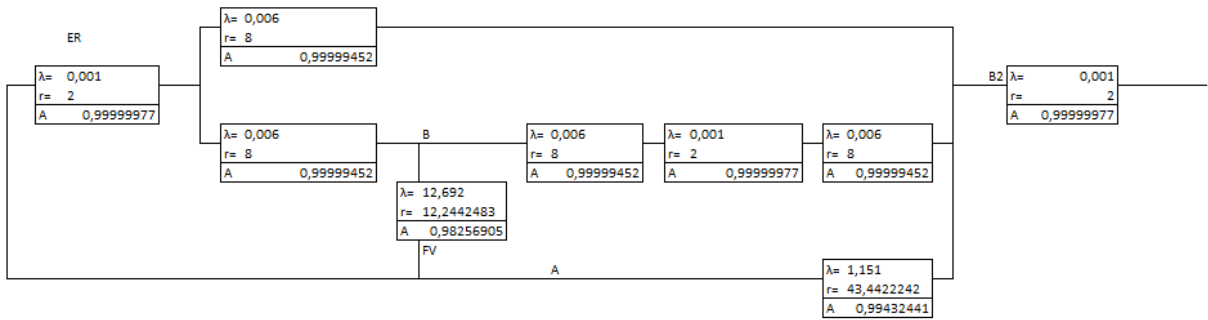 λ= 0,006
r= 8
A 0,99999452
ER
λ= 0,001
r= 2
A 0,99999977
B2
λ= 0,001
r= 2
A 0,99999977
λ= 0,006
r= 8
A 0,99999452
B
λ= 0,006
r= 8
A 0,99999452
λ= 0,001
r= 2
A 0,99999977
λ= 0,006
r= 8
A 0,99999452
λ= 12,692
r= 12,2442483
A 0,98256905
FV
A
λ= 1,151
r= 43,4422242
A 0,99432441